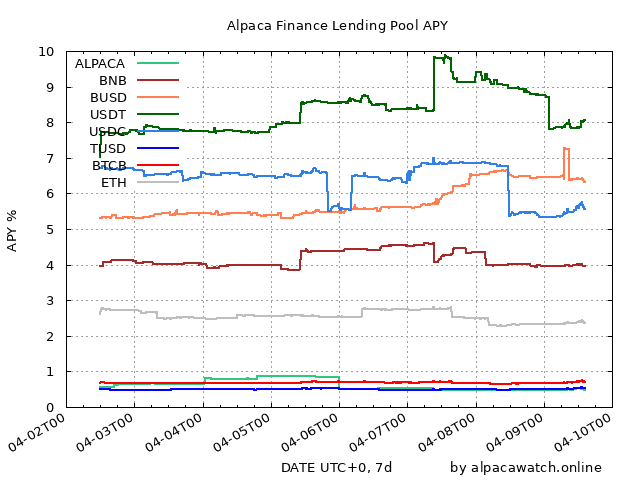 Alpaca Finance Lending Pool APY
10
9
8
7
6
5
4
3
2
1
0
APY %
ALPACA
BNB
BUSD
USDT
USDC
TUSD
BTCB
ETH
04-02T00
04-03T00
04-04T00
04-05T00
04-06T00
04-07T00
04-08T00
04-09T00
04-10T00
DATE UTC+0, 7d
by alpacawatch.online